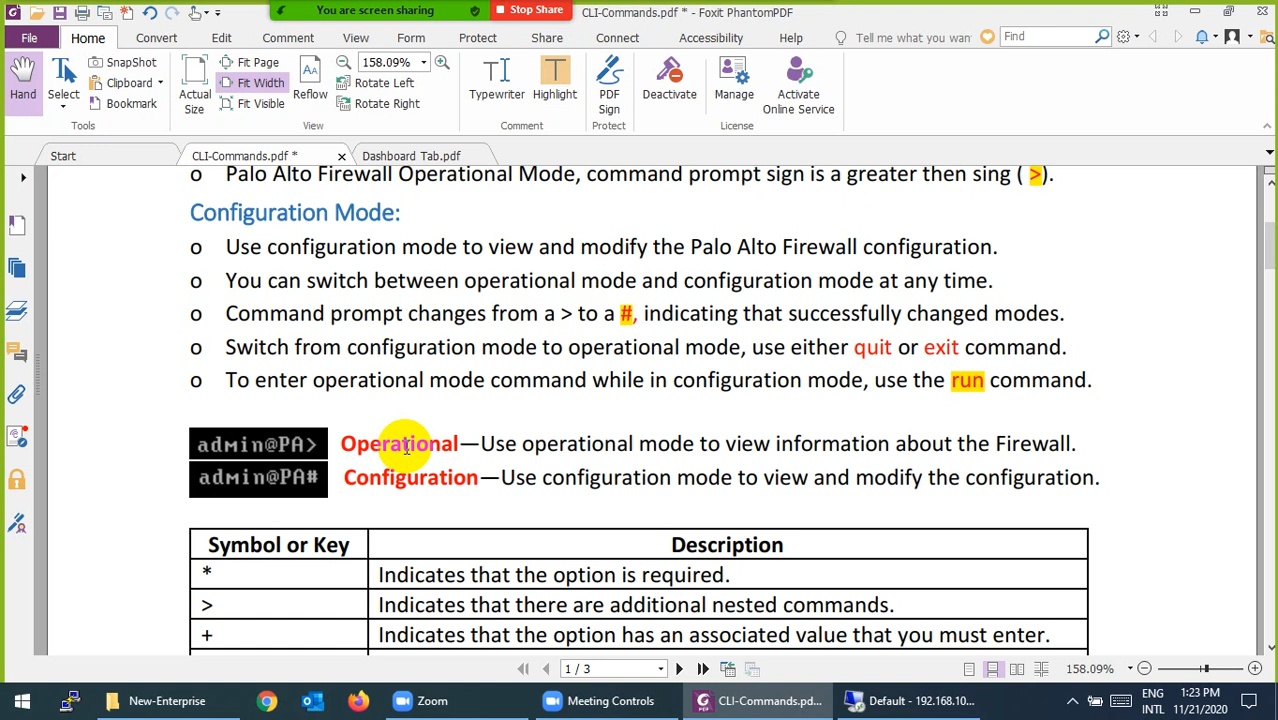 You are screen sharing
Stop Share
CLI-Commands.pdf * - Foxit PhantomPDF
File Home Convert Edit Comment View Form Protect Share Connect Accessibility Help Tell me what you want Find
Hand
Select
SnapShot
Clipboard
Bookmark
Tools
Actual Size
Fit Page
Fit Width
Fit Visible
Reflow
158.09%
Rotate Left
Rotate Right
View
Typewriter
Highlight
Comment
PDF Sign
Protect
Deactivate
Manage
Activate Online Service
License
Start
CLI-Commands.pdf *
Dashboard Tab.pdf
o Palo Alto Firewall Operational Mode, command prompt sign is a greater then sing ( >).
Configuration Mode:
o Use configuration mode to view and modify the Palo Alto Firewall configuration.
o You can switch between operational mode and configuration mode at any time.
o Command prompt changes from a > to a #, indicating that successfully changed modes.
o Switch from configuration mode to operational mode, use either quit or exit command.
o To enter operational mode command while in configuration mode, use the run command.
admin@PA> Operational—Use operational mode to view information about the Firewall.
admin@PA# Configuration—Use configuration mode to view and modify the configuration.
Symbol or Key Description
* Indicates that the option is required.
> Indicates that there are additional nested commands.
+ Indicates that the option has an associated value that you must enter.
1 / 3
158.09%
New-Enterprise
Zoom
Meeting Controls
CLI-Commands.pd...
Default - 192.168.10...
ENG
INTL
1:23 PM
11/21/2020